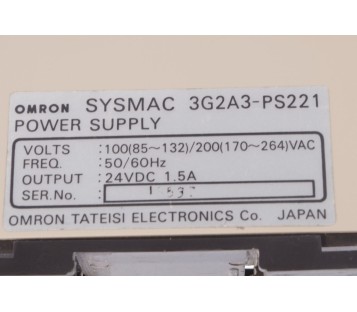 OMRON SYSMAC 3G2A3-PS221
POWER SUPPLY
VOLTS :100(85~132)/200(170~264)VAC
FREQ. :50/60Hz
OUTPUT :24VDC 1.5A
SER.No.:
OMRON TATEISI ELECTRONICS Co. JAPAN